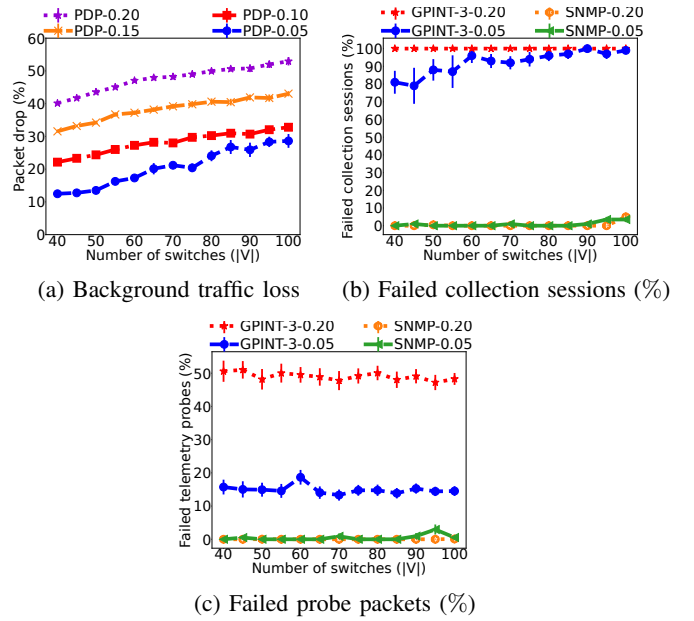 PDP-0.20 PDP-0.10
PDP-0.15 PDP-0.05
Packet drop (%)
60
50
40
30
20
10
0
40 50 60 70 80 90 100
Number of switches (|V|)
(a) Background traffic loss
GPINT-3-0.20 SNMP-0.20
GPINT-3-0.05 SNMP-0.05
Failed collection sessions (%)
100
90
80
70
60
50
40
30
20
10
0
40 50 60 70 80 90 100
Number of switches (|V|)
(b) Failed collection sessions (%)
GPINT-3-0.20 SNMP-0.20
GPINT-3-0.05 SNMP-0.05
Failed telemetry probes (%)
50
40
30
20
10
0
40 50 60 70 80 90 100
Number of switches (|V|)
(c) Failed probe packets (%)